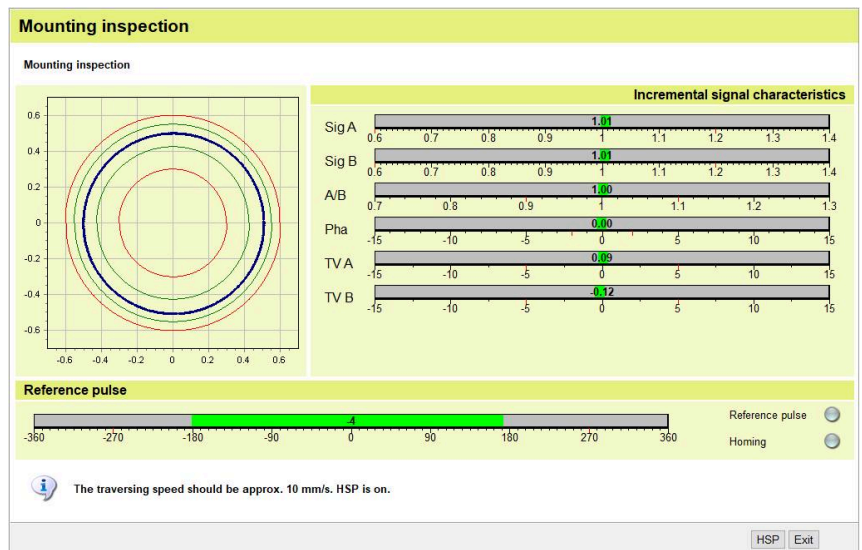 Mounting inspection
Mounting inspection
0.6
0.4
0.2
0
-0.2
-0.4
-0.6
-0.6 -0.4 -0.2 0 0.2 0.4 0.6
Incremental signal characteristics
Sig A 1.01
0.6 0.7 0.8 0.9 1 1.1 1.2 1.3 1.4
Sig B 1.01
0.6 0.7 0.8 0.9 1 1.1 1.2 1.3 1.4
A/B 1.00
0.7 0.8 0.9 1 1.1 1.2 1.3
Pha 0.00
-15 -10 -5 0 5 10 15
TV A 0.09
-15 -10 -5 0 5 10 15
TV B -0.12
-15 -10 -5 0 5 10 15
Reference pulse
-4
-360 -270 -180 -90 0 90 180 270 360
Reference pulse
Homing
The traversing speed should be approx. 10 mm/s. HSP is on.
HSP Exit